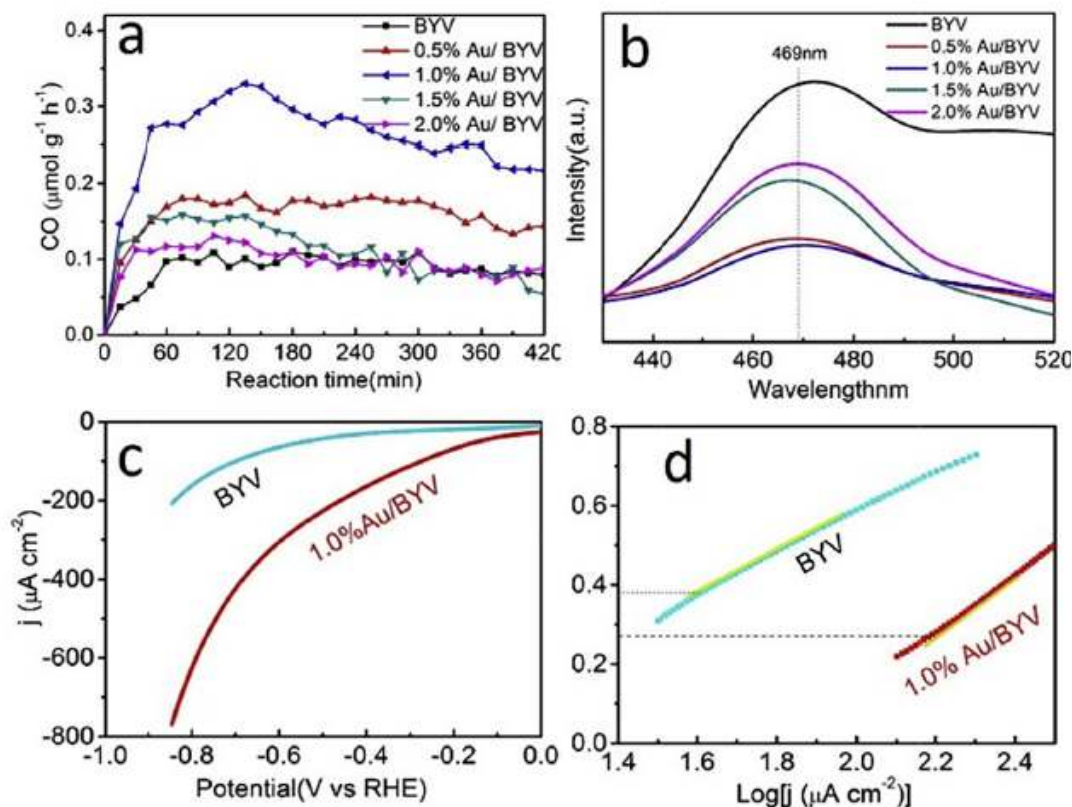 a
BYV
0.5% Au/ BYV
1.0% Au/ BYV
1.5% Au/ BYV
2.0% Au/ BYV
CO (μmol g⁻¹ h⁻¹)
0.4
0.3
0.2
0.1
0.0
0 60 120 180 240 300 360 420
Reaction time(min)
b
469nm
BYV
0.5% Au/BYV
1.0% Au/BYV
1.5% Au/BYV
2.0% Au/BYV
Intensity(a.u.)
440 460 480 500 520
Wavelengthnm
c
BYV
1.0%Au/BYV
j (μA cm⁻²)
0
-200
-400
-600
-800
-1.0 -0.8 -0.6 -0.4 -0.2 0.0
Potential(V vs RHE)
d
BYV
1.0% Au/BYV
0.8
0.6
0.4
0.2
0.0
1.4 1.6 1.8 2.0 2.2 2.4
Log[j (μA cm⁻²)]